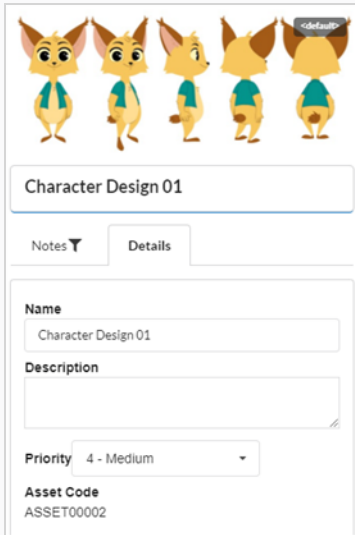 <default>
Character Design 01
Notes Details
Name
Character Design 01
Description
Priority 4 - Medium
Asset Code
ASSET00002